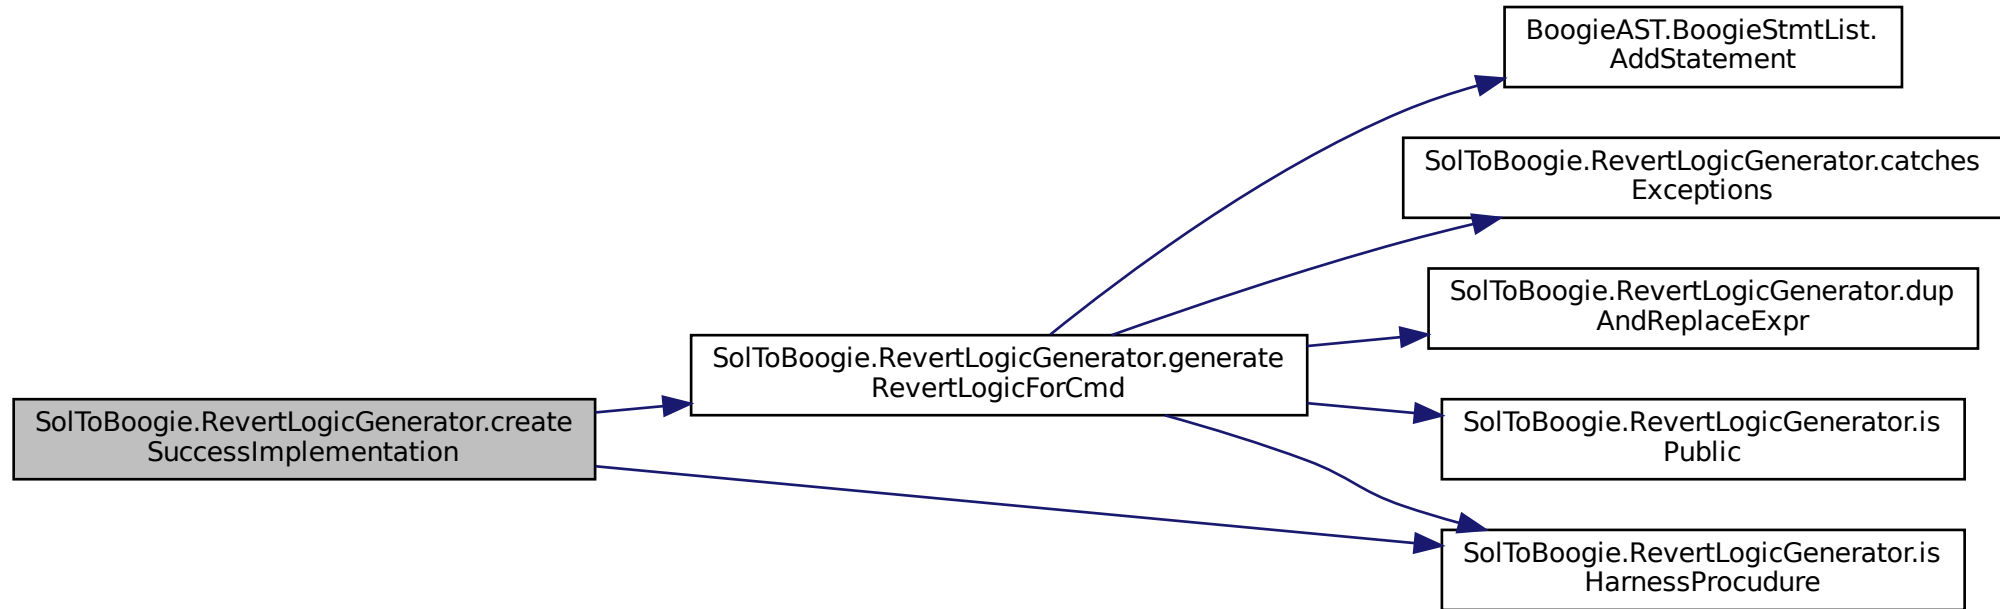 BoogieAST.BoogieStmtList.
AddStatement
SolToBoogie.RevertLogicGenerator.catches
Exceptions
SolToBoogie.RevertLogicGenerator.dup
AndReplaceExpr
SolToBoogie.RevertLogicGenerator.generate
RevertLogicForCmd
SolToBoogie.RevertLogicGenerator.create
SuccessImplementation
SolToBoogie.RevertLogicGenerator.is
Public
SolToBoogie.RevertLogicGenerator.is
HarnessProcudure